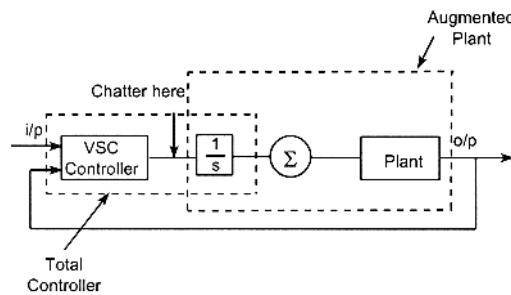 Augmented
Plant
Chatter here
i/p
VSC
Controller
1
s
Σ
Plant
o/p
Total
Controller